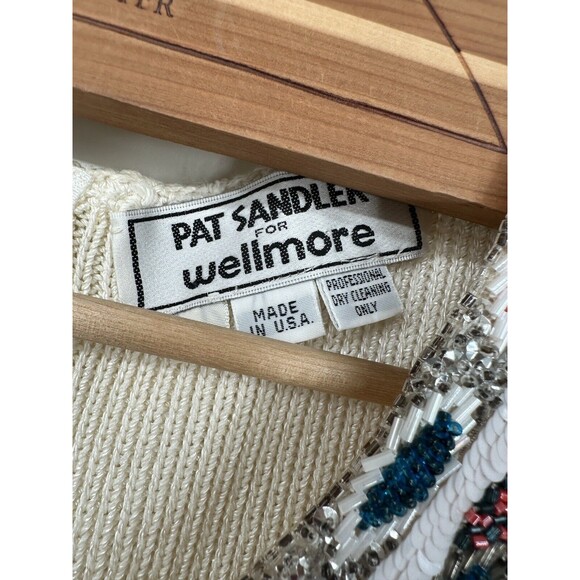 PAT SANDLER
FOR
wellmore
MADE
IN U.S.A.
PROFESSIONAL
DRY CLEANING
ONLY